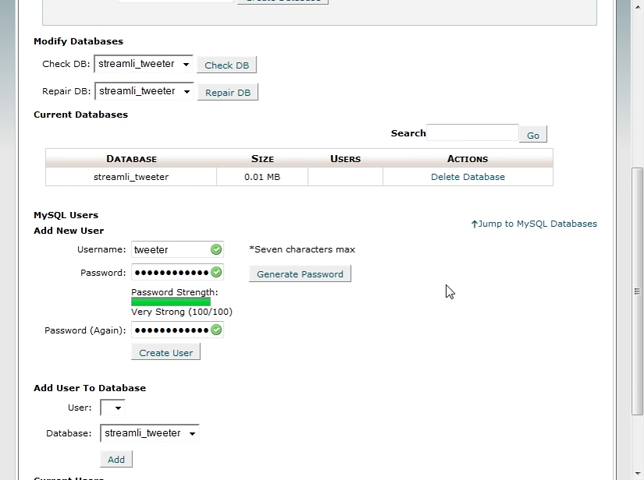 Modify Databases
Check DB: streamli_tweeter Check DB
Repair DB: streamli_tweeter Repair DB
Current Databases
Search Go
DATABASE SIZE USERS ACTIONS
streamli_tweeter 0.01 MB Delete Database
MySQL Users
Jump to MySQL Databases
Add New User
Username: tweeter *Seven characters max
Password: ●●●●●●●●●●●● Generate Password
Password Strength:
Very Strong (100/100)
Password (Again): ●●●●●●●●●●●●
Create User
Add User To Database
User:
Database: streamli_tweeter
Add